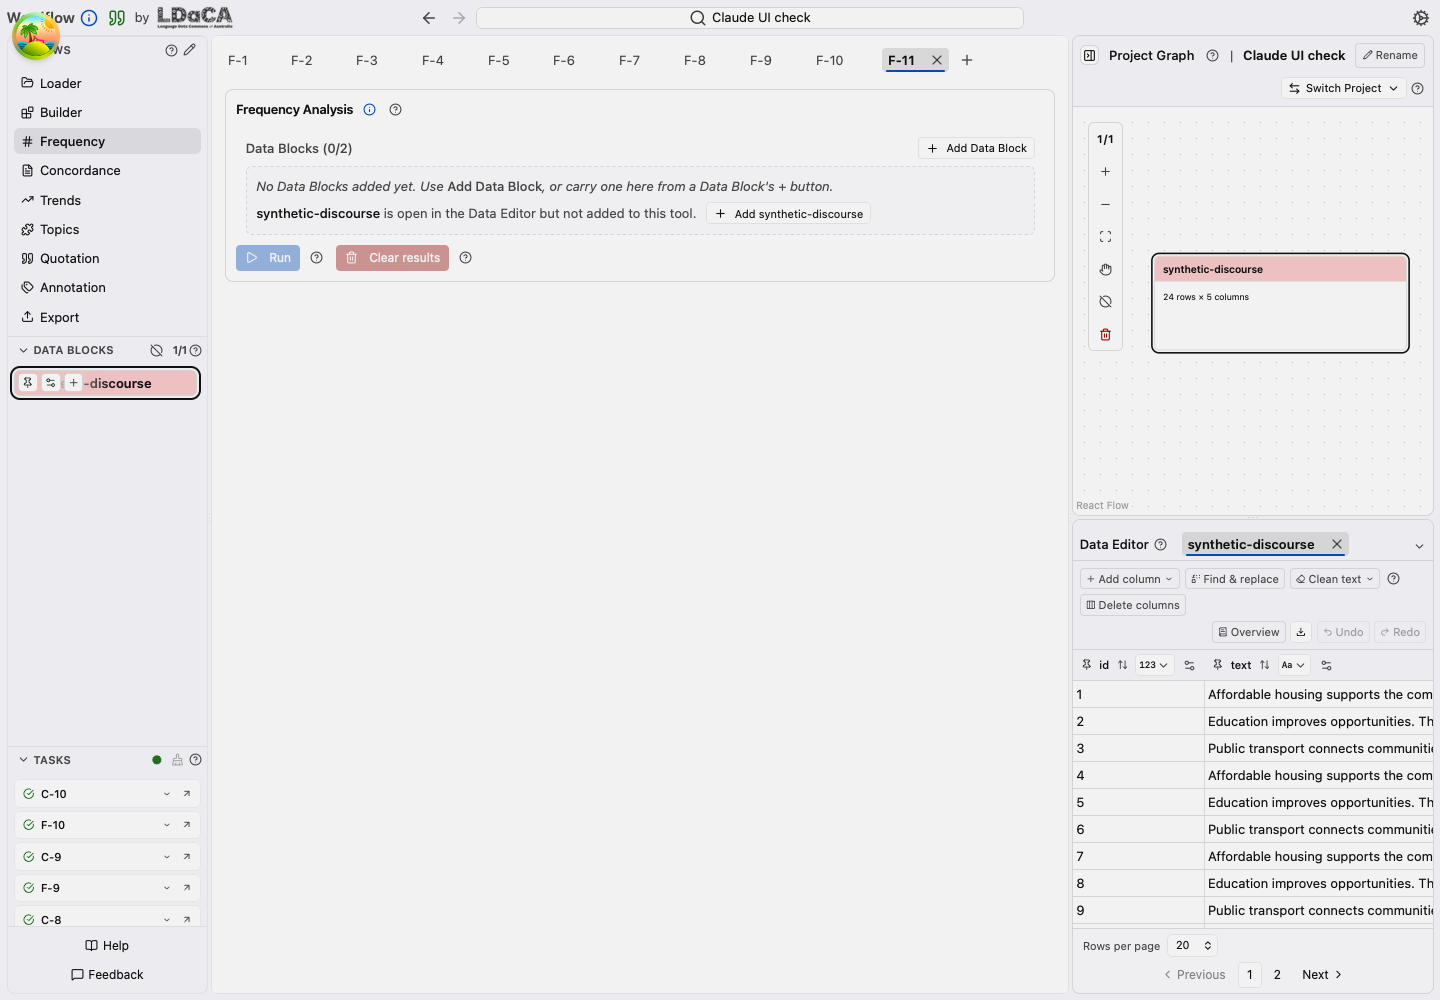 by LDaCA
Language Data Commons of Australia
Claude UI check
Loader
Builder
Frequency
Concordance
Trends
Topics
Quotation
Annotation
Export
DATA BLOCKS 1/1
-discourse
TASKS
C-10
F-10
C-9
F-9
C-8
Help
Feedback
F-1 F-2 F-3 F-4 F-5 F-6 F-7 F-8 F-9 F-10 F-11
Frequency Analysis
Data Blocks (0/2)
Add Data Block
No Data Blocks added yet. Use Add Data Block, or carry one here from a Data Block's + button.
synthetic-discourse is open in the Data Editor but not added to this tool.
Add synthetic-discourse
Run
Clear results
Project Graph | Claude UI check
Rename
Switch Project
1/1
synthetic-discourse
24 rows × 5 columns
React Flow
Data Editor
synthetic-discourse
Add column
Find & replace
Clean text
Delete columns
Overview
Undo
Redo
id 123 text Aa
1 Affordable housing supports the com
2 Education improves opportunities. Th
3 Public transport connects communitie
4 Affordable housing supports the com
5 Education improves opportunities. Th
6 Public transport connects communitie
7 Affordable housing supports the com
8 Education improves opportunities. Th
9 Public transport connects communitie
Rows per page 20
Previous 1 2 Next